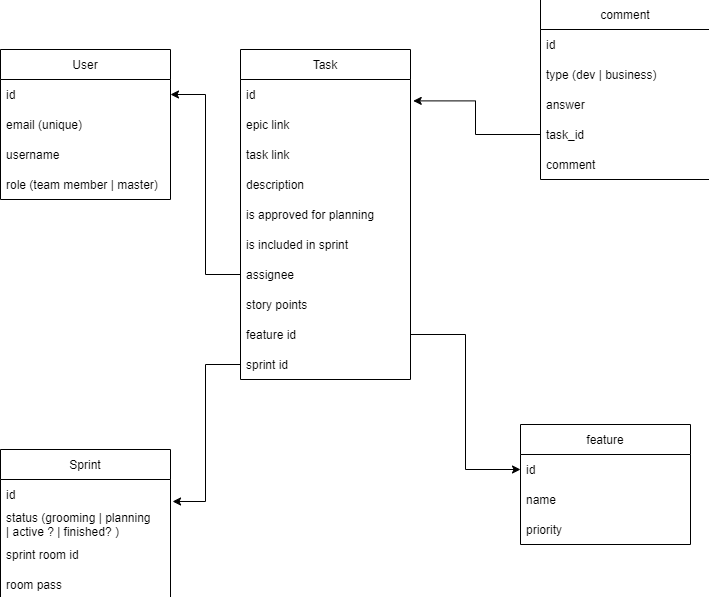 User
id
email (unique)
username
role (team member | master)
Task
id
epic link
task link
description
is approved for planning
is included in sprint
assignee
story points
feature id
sprint id
comment
id
type (dev | business)
answer
task_id
comment
Sprint
id
status (grooming | planning
| active ? | finished? )
sprint room id
room pass
feature
id
name
priority